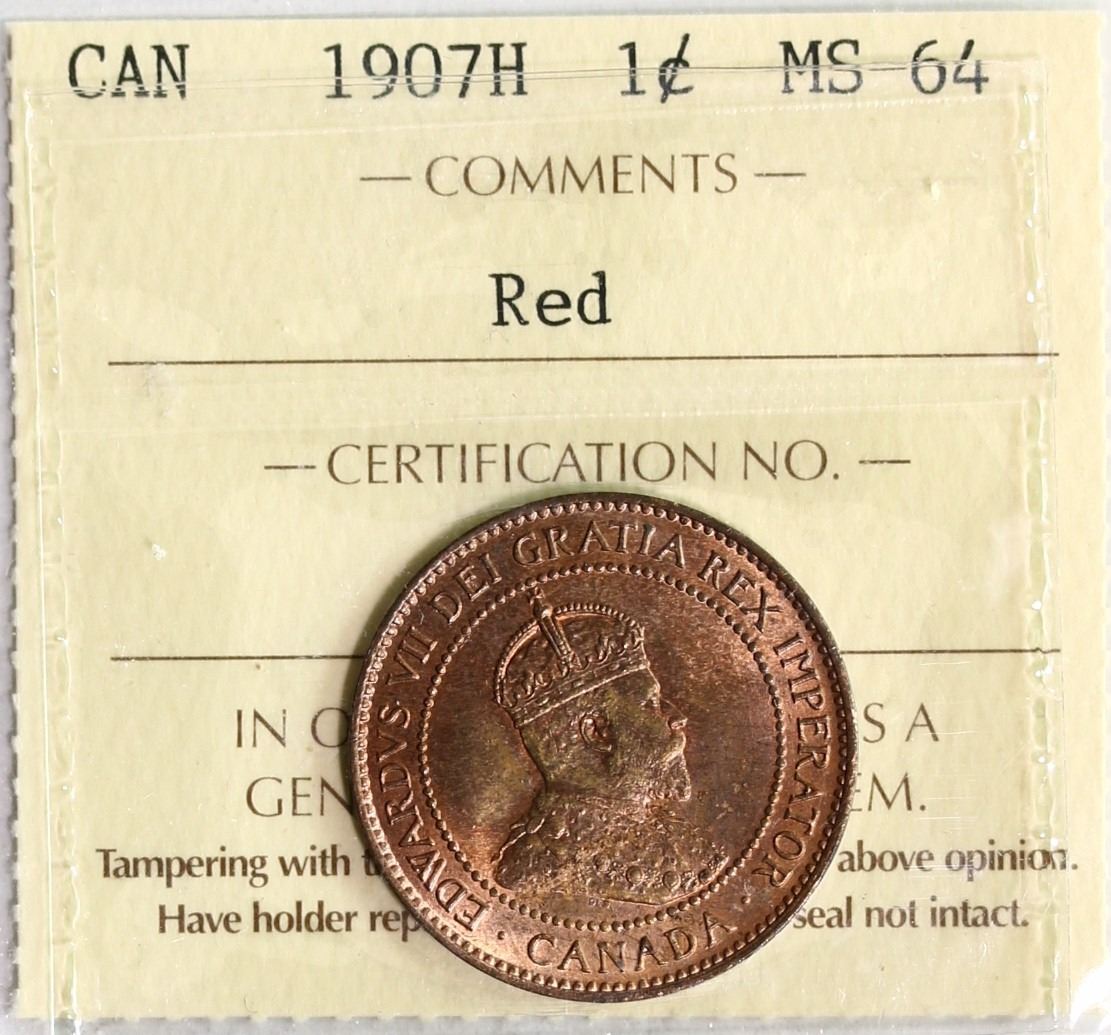 CAN 1907H 1¢ MS 64
— COMMENTS —
Red
— CERTIFICATION NO. —
EDWARDVS VII DEI GRATIA REX IMPERATOR
· CANADA ·
IN S A
GEN EM.
Tampering with above opinion.
Have holder seal not intact.